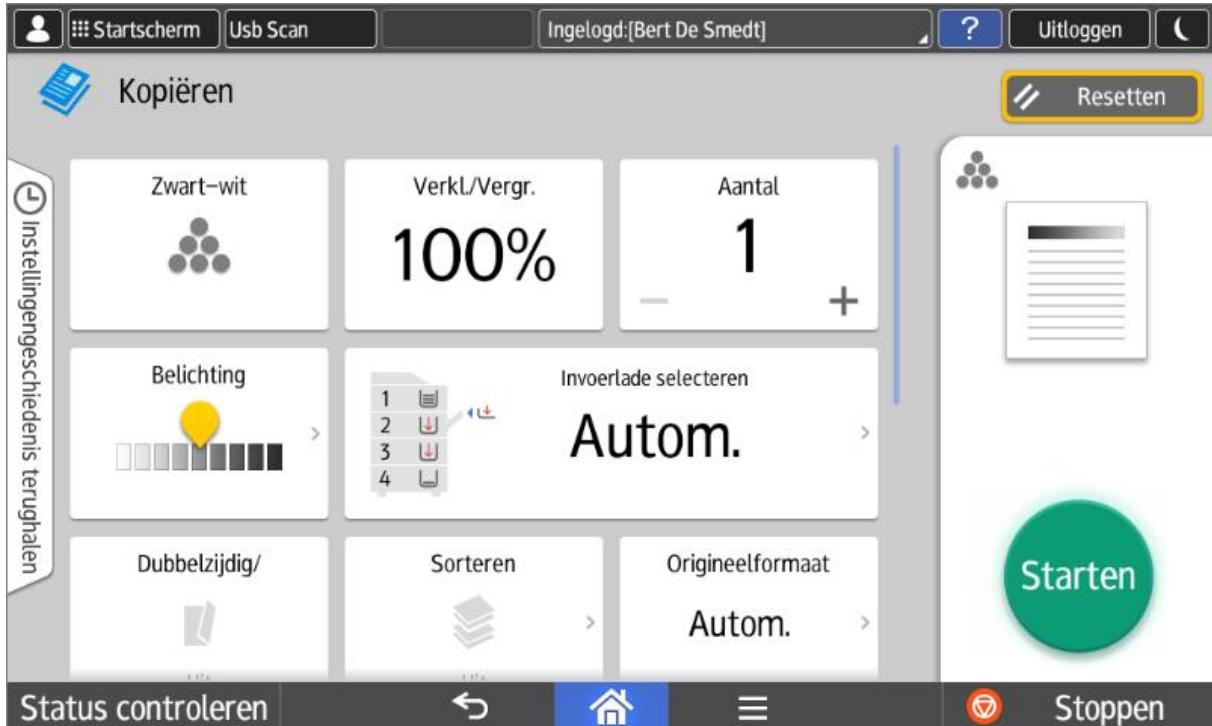 Startscherm
Usb Scan
Ingelogd:[Bert De Smedt]
?
Uitloggen
Kopiëren
Resetten
Instellingengeschiedenis terughalen
Zwart-wit
Verkl./Vergr.
100%
Aantal
1
Belichting
1
2
3
4
Invoerlade selecteren
Autom.
Dubbelzijdig/
Sorteren
Origineelformaat
Autom.
Starten
Status controleren
Stoppen